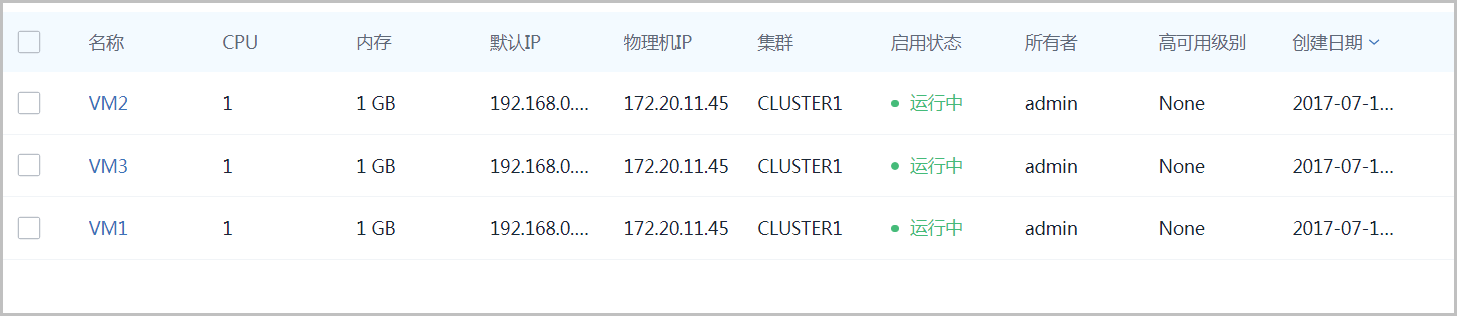 名称 CPU 内存 默认IP 物理机IP 集群 启用状态 所有者 高可用级别 创建日期
VM2 1 1 GB 192.168.0.... 172.20.11.45 CLUSTER1 运行中 admin None 2017-07-1...
VM3 1 1 GB 192.168.0.... 172.20.11.45 CLUSTER1 运行中 admin None 2017-07-1...
VM1 1 1 GB 192.168.0.... 172.20.11.45 CLUSTER1 运行中 admin None 2017-07-1...